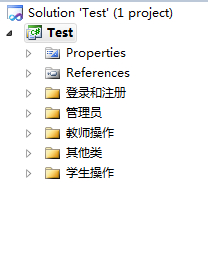 Solution 'Test' (1 project)
Test
Properties
References
登录和注册
管理员
教师操作
其他类
学生操作